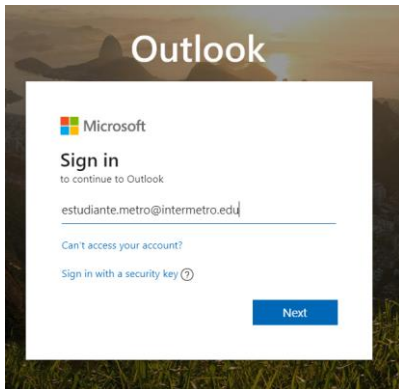 Outlook
Microsoft
Sign in
to continue to Outlook
estudiante.metro@intermetro.edu
Can't access your account?
Sign in with a security key ?
Next